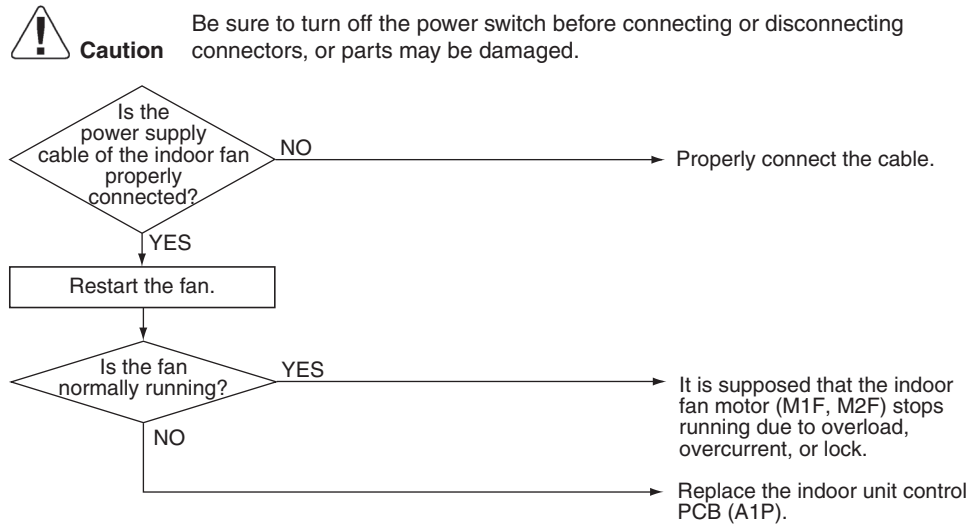 Caution
Be sure to turn off the power switch before connecting or disconnecting
connectors, or parts may be damaged.
Is the
power supply
cable of the indoor fan
properly
connected?
NO
Properly connect the cable.
YES
Restart the fan.
Is the fan
normally running?
YES
It is supposed that the indoor
fan motor (M1F, M2F) stops
running due to overload,
overcurrent, or lock.
NO
Replace the indoor unit control
PCB (A1P).